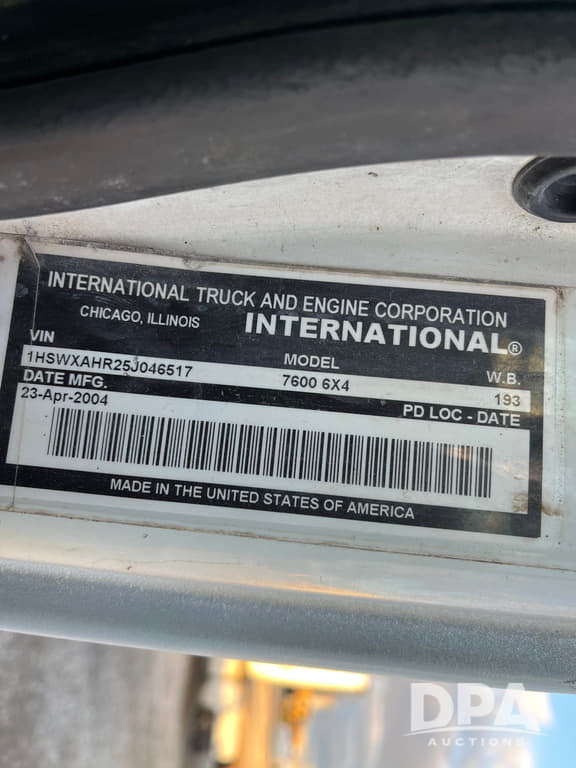 INTERNATIONAL TRUCK AND ENGINE CORPORATION
CHICAGO, ILLINOIS INTERNATIONAL®
VIN MODEL W.B.
1HSWXAHR25J046517 7600 6X4 193
DATE MFG. PD LOC - DATE
23-Apr-2004
MADE IN THE UNITED STATES OF AMERICA
DPA
AUCTIONS